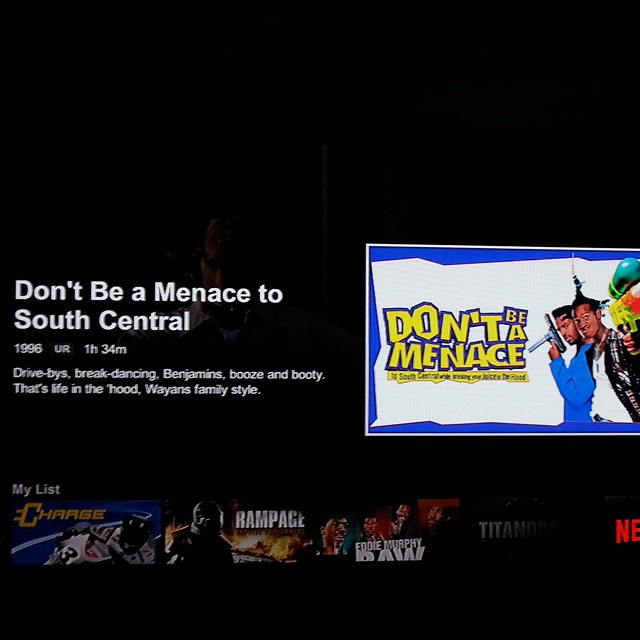 Don't Be a Menace to
South Central
1996 UR 1h 34m
Drive-bys, break-dancing, Benjamins, booze and booty.
That's life in the 'hood, Wayans family style.
DON'T BE A
MENACE
to South Central while drinking your Juice in the Hood
My List
CHARGE
RAMPAGE
EDDIE MURPHY
RAW
TITANOBO
NE